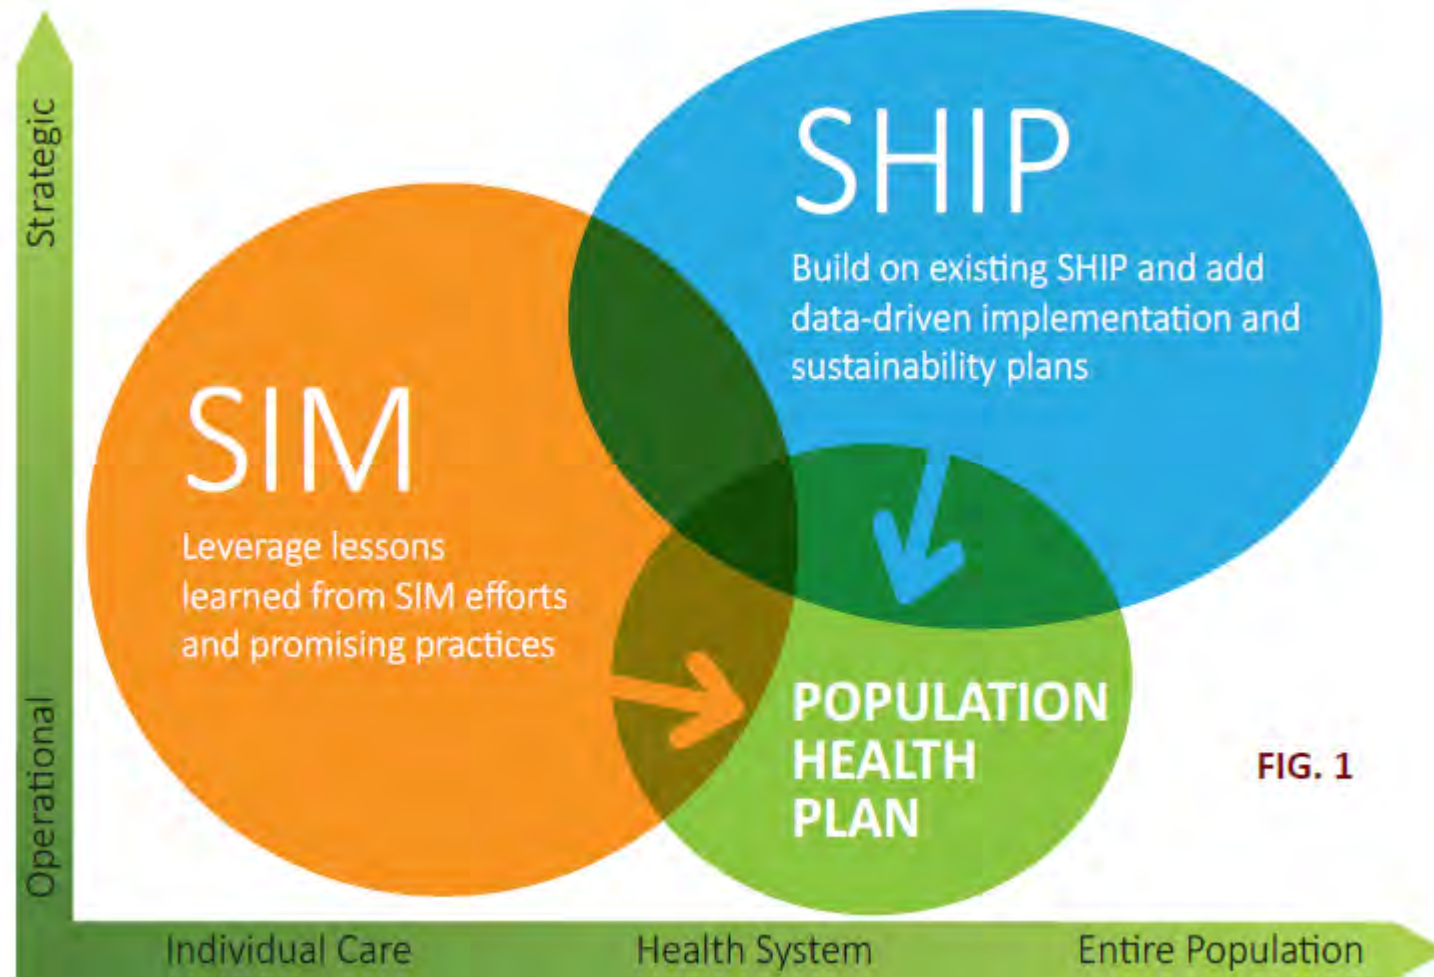 Strategic
SHIP
Build on existing SHIP and add
data-driven implementation and
sustainability plans
SIM
Leverage lessons
learned from SIM efforts
and promising practices
POPULATION
HEALTH
PLAN
FIG. 1
Operational
Individual Care
Health System
Entire Population